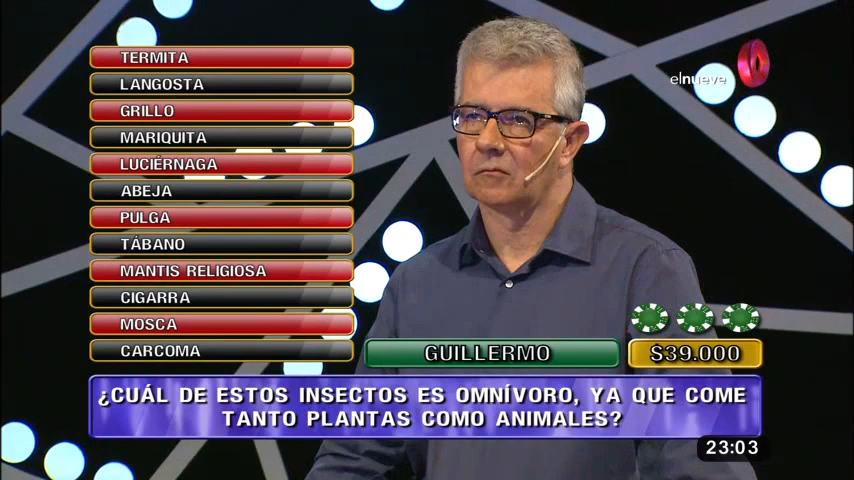 TERMITA
LANGOSTA
GRILLO
MARIQUITA
LUCIÉRNAGA
ABEJA
PULGA
TÁBANO
MANTIS RELIGIOSA
CIGARRA
MOSCA
CARCOMA
elnueve
GUILLERMO
$39.000
¿CUÁL DE ESTOS INSECTOS ES OMNÍVORO, YA QUE COME
TANTO PLANTAS COMO ANIMALES?
23:03